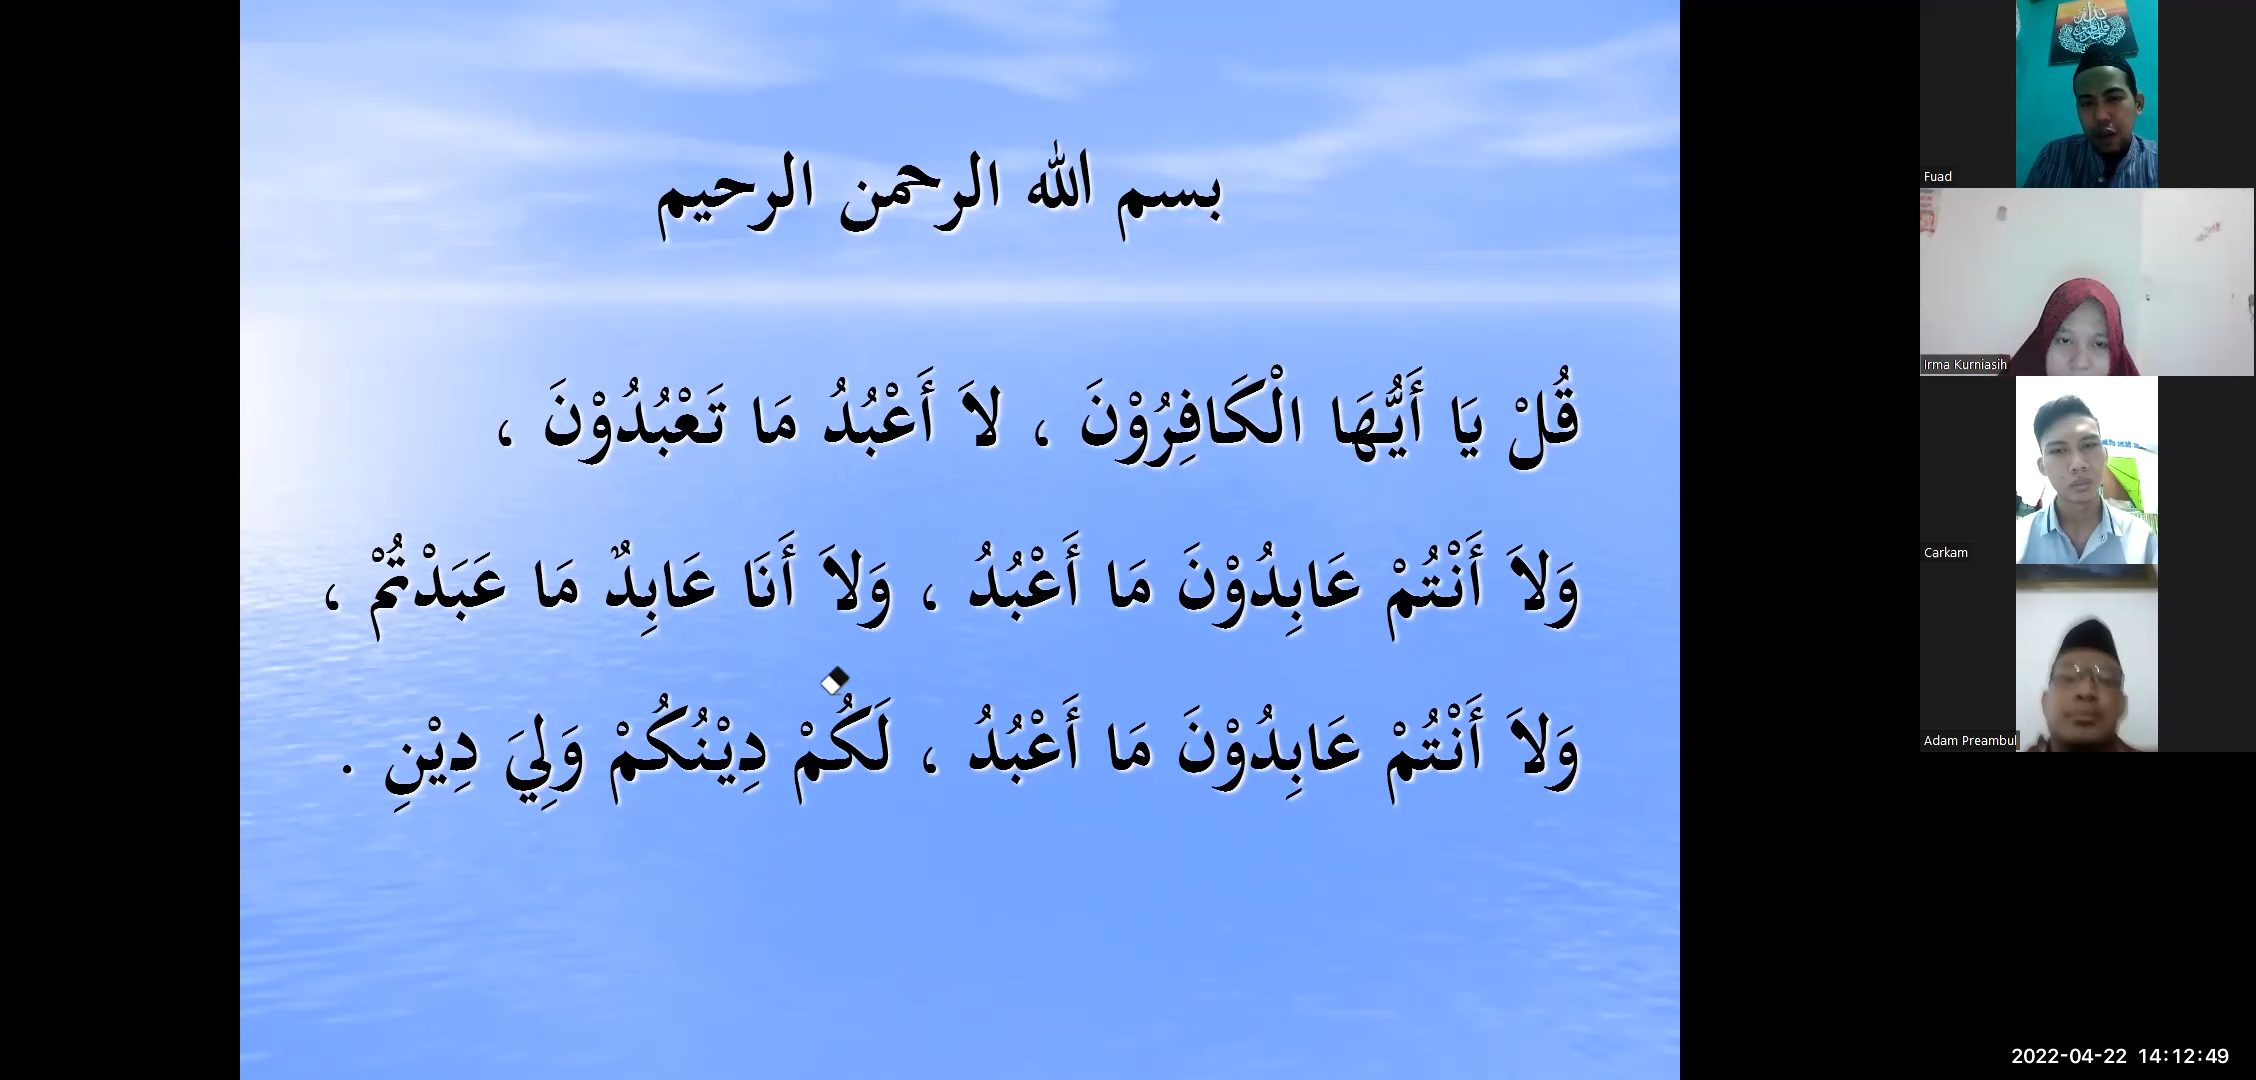 بسم الله الرحمن الرحيم
قُلْ يَا أَيُّهَا الْكَافِرُوْنَ ، لاَ أَعْبُدُ مَا تَعْبُدُوْنَ ،
وَلاَ أَنْتُمْ عَابِدُوْنَ مَا أَعْبُدُ ، وَلاَ أَنَا عَابِدٌ مَا عَبَدْتُمْ ،
وَلاَ أَنْتُمْ عَابِدُوْنَ مَا أَعْبُدُ ، لَكُمْ دِيْنُكُمْ وَلِيَ دِيْنِ .
Fuad
Irma Kurniasih
Carkam
Adam Preambul
2022-04-22 14:12:49